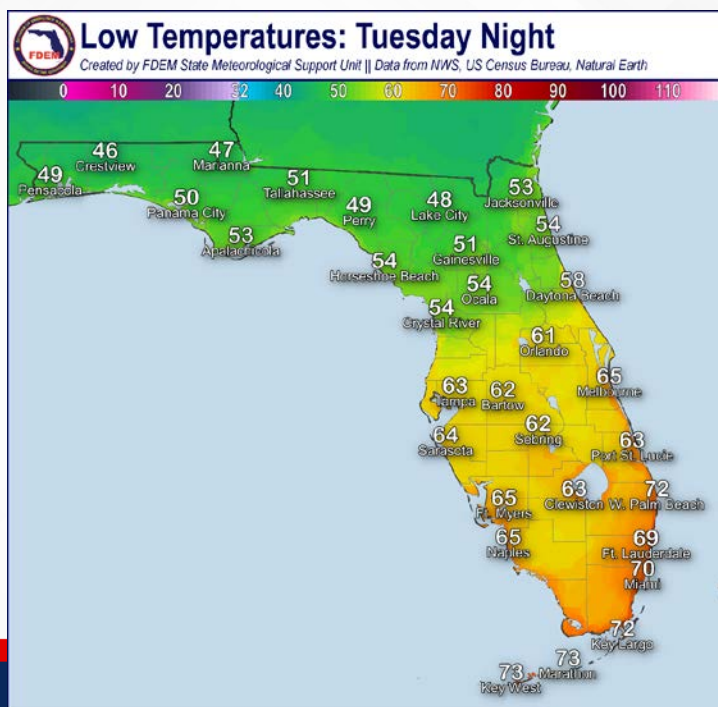 FDEM
Low Temperatures: Tuesday Night
Created by FDEM State Meteorological Support Unit || Data from NWS, US Census Bureau, Natural Earth
0 10 20 32 40 50 60 70 80 90 100 110
46
Crestview
47
Marianna
49
Pensacola
50
Panama City
51
Tallahassee
49
Perry
48
Lake City
53
Jacksonville
53
Apalachicola
54
St. Augustine
51
Gainesville
54
Horseshoe Beach
54
Ocala
58
Daytona Beach
54
Crystal River
61
Orlando
63
Tampa
62
Bartow
65
Melbourne
64
Sarasota
62
Sebring
63
Port St. Lucie
65
Ft. Myers
63
Clewiston
72
W. Palm Beach
65
Naples
69
Ft. Lauderdale
70
Miami
72
Key Largo
73
Marathon
73
Key West